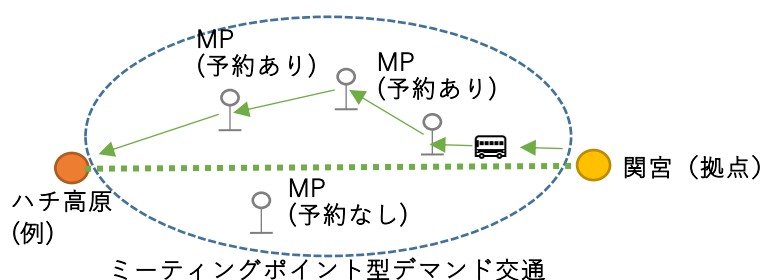 MP
(予約あり)
MP
(予約あり)
関宮（拠点）
ハチ高原
(例)
MP
(予約なし)
ミーティングポイント型デマンド交通